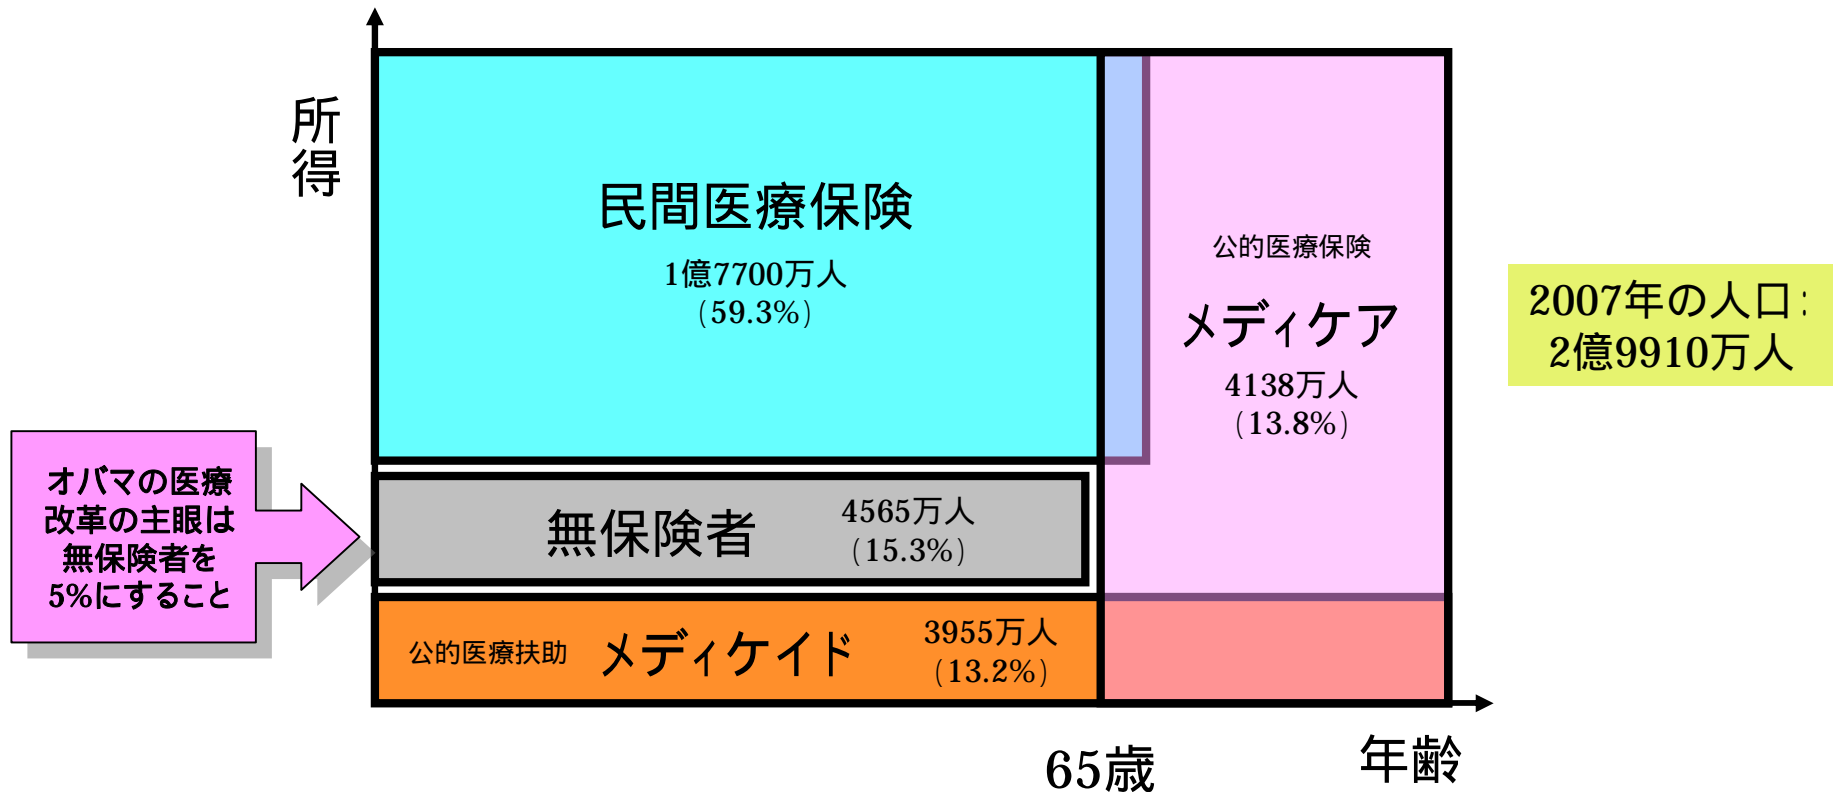 所得
民間医療保険
1億7700万人
(59.3%)
公的医療保険
メディケア
4138万人
(13.8%)
2007年の人口:
2億9910万人
オバマの医療
改革の主眼は
無保険者を
5%にすること
無保険者
4565万人
(15.3%)
公的医療扶助
メディケイド
3955万人
(13.2%)
65歳
年齢